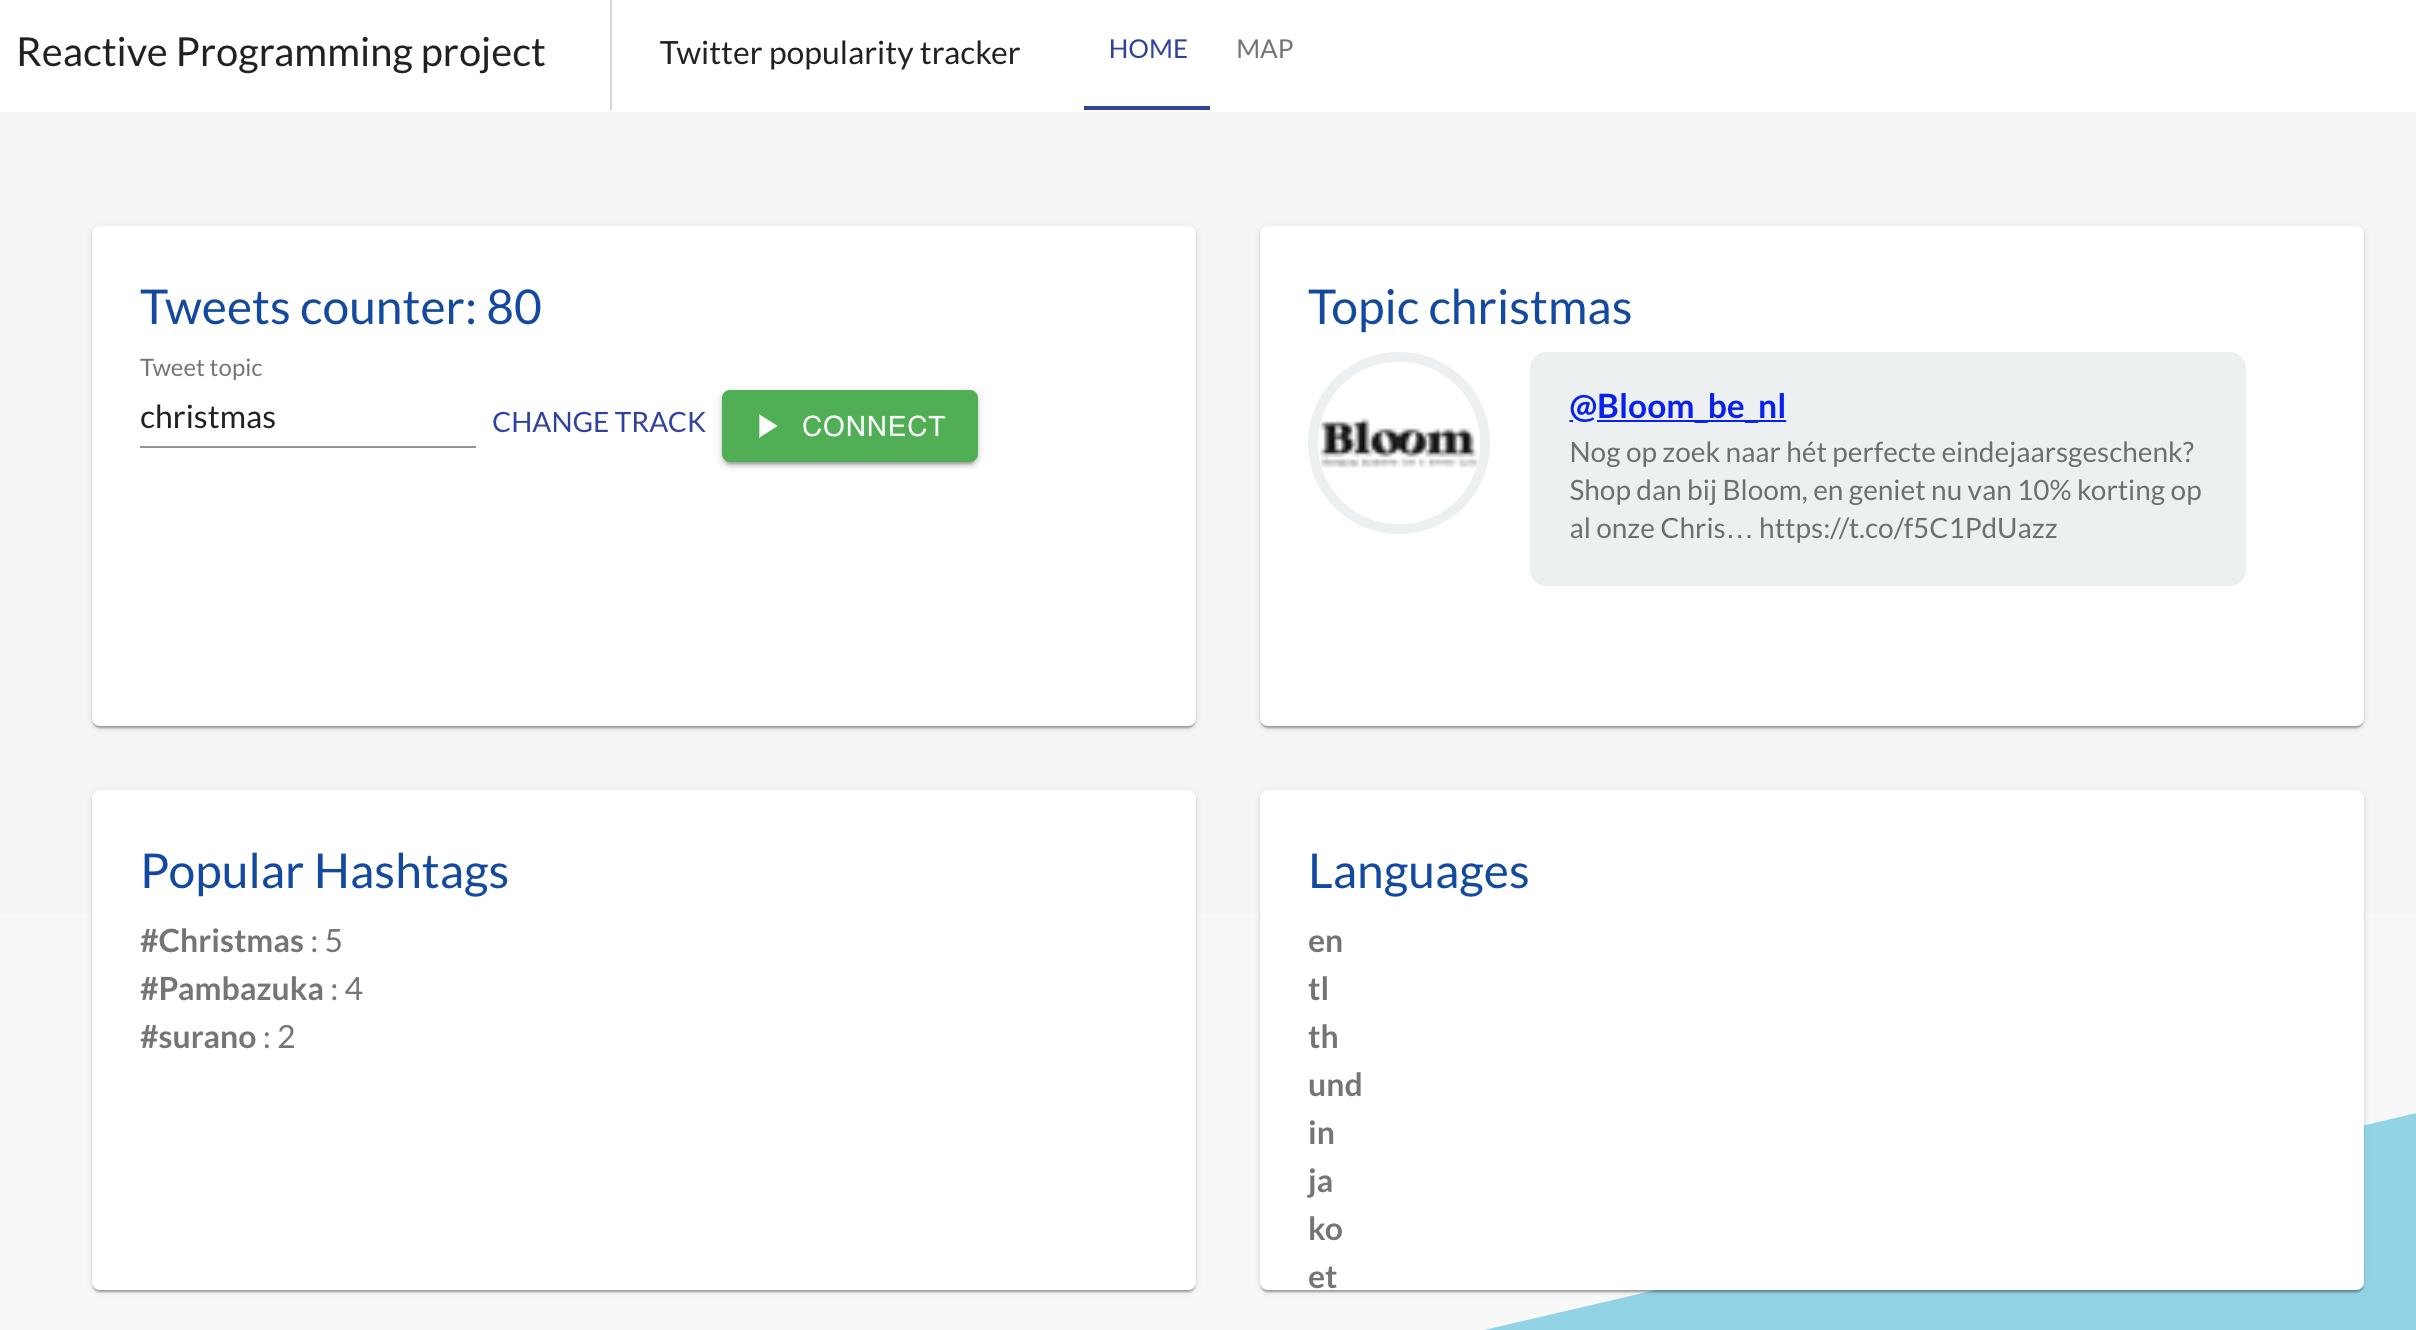 Reactive Programming project
Twitter popularity tracker
HOME
MAP
Tweets counter: 80
Tweet topic
christmas
CHANGE TRACK
CONNECT
Topic christmas
Bloom
@Bloom_be_nl
Nog op zoek naar hét perfecte eindejaarsgeschenk?
Shop dan bij Bloom, en geniet nu van 10% korting op
al onze Chris… https://t.co/f5C1PdUazz
Popular Hashtags
#Christmas : 5
#Pambazuka : 4
#surano : 2
Languages
en
tl
th
und
in
ja
ko
et